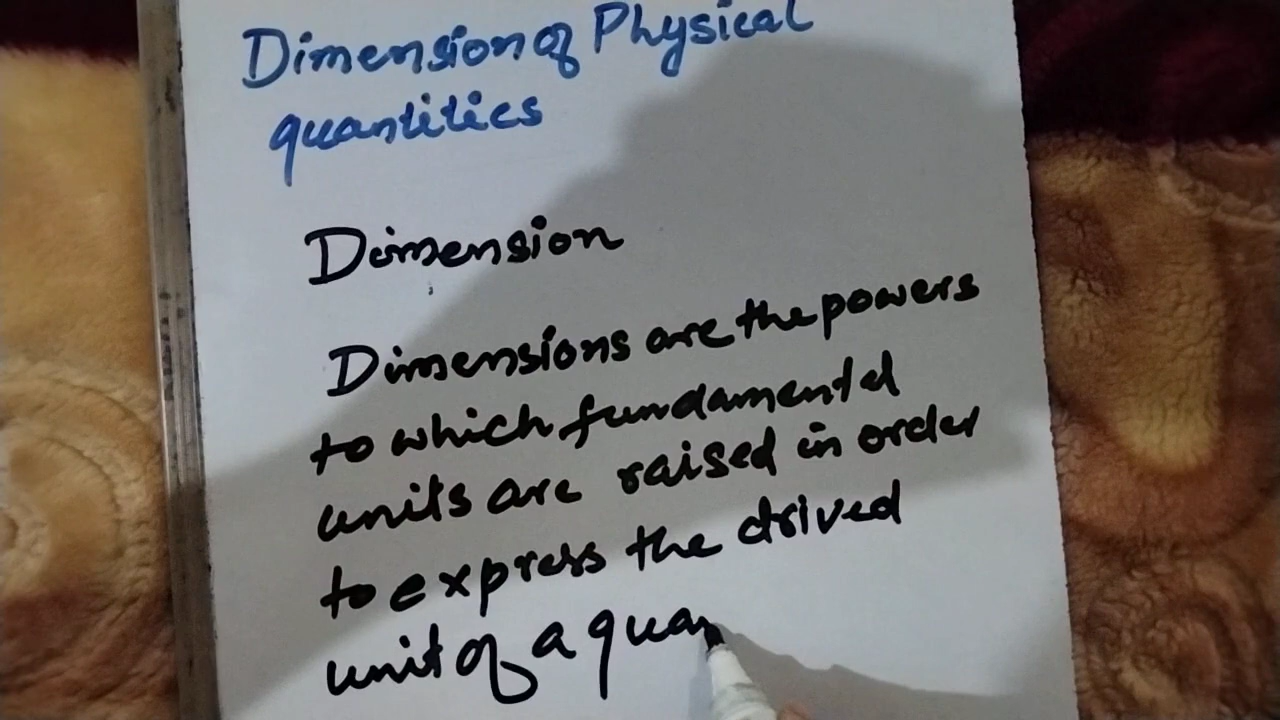 Dimension of Physical
quantities
Dimension
Dimensions are the powers
to which fundamental
units are raised in order
to express the drived
unit of a quan